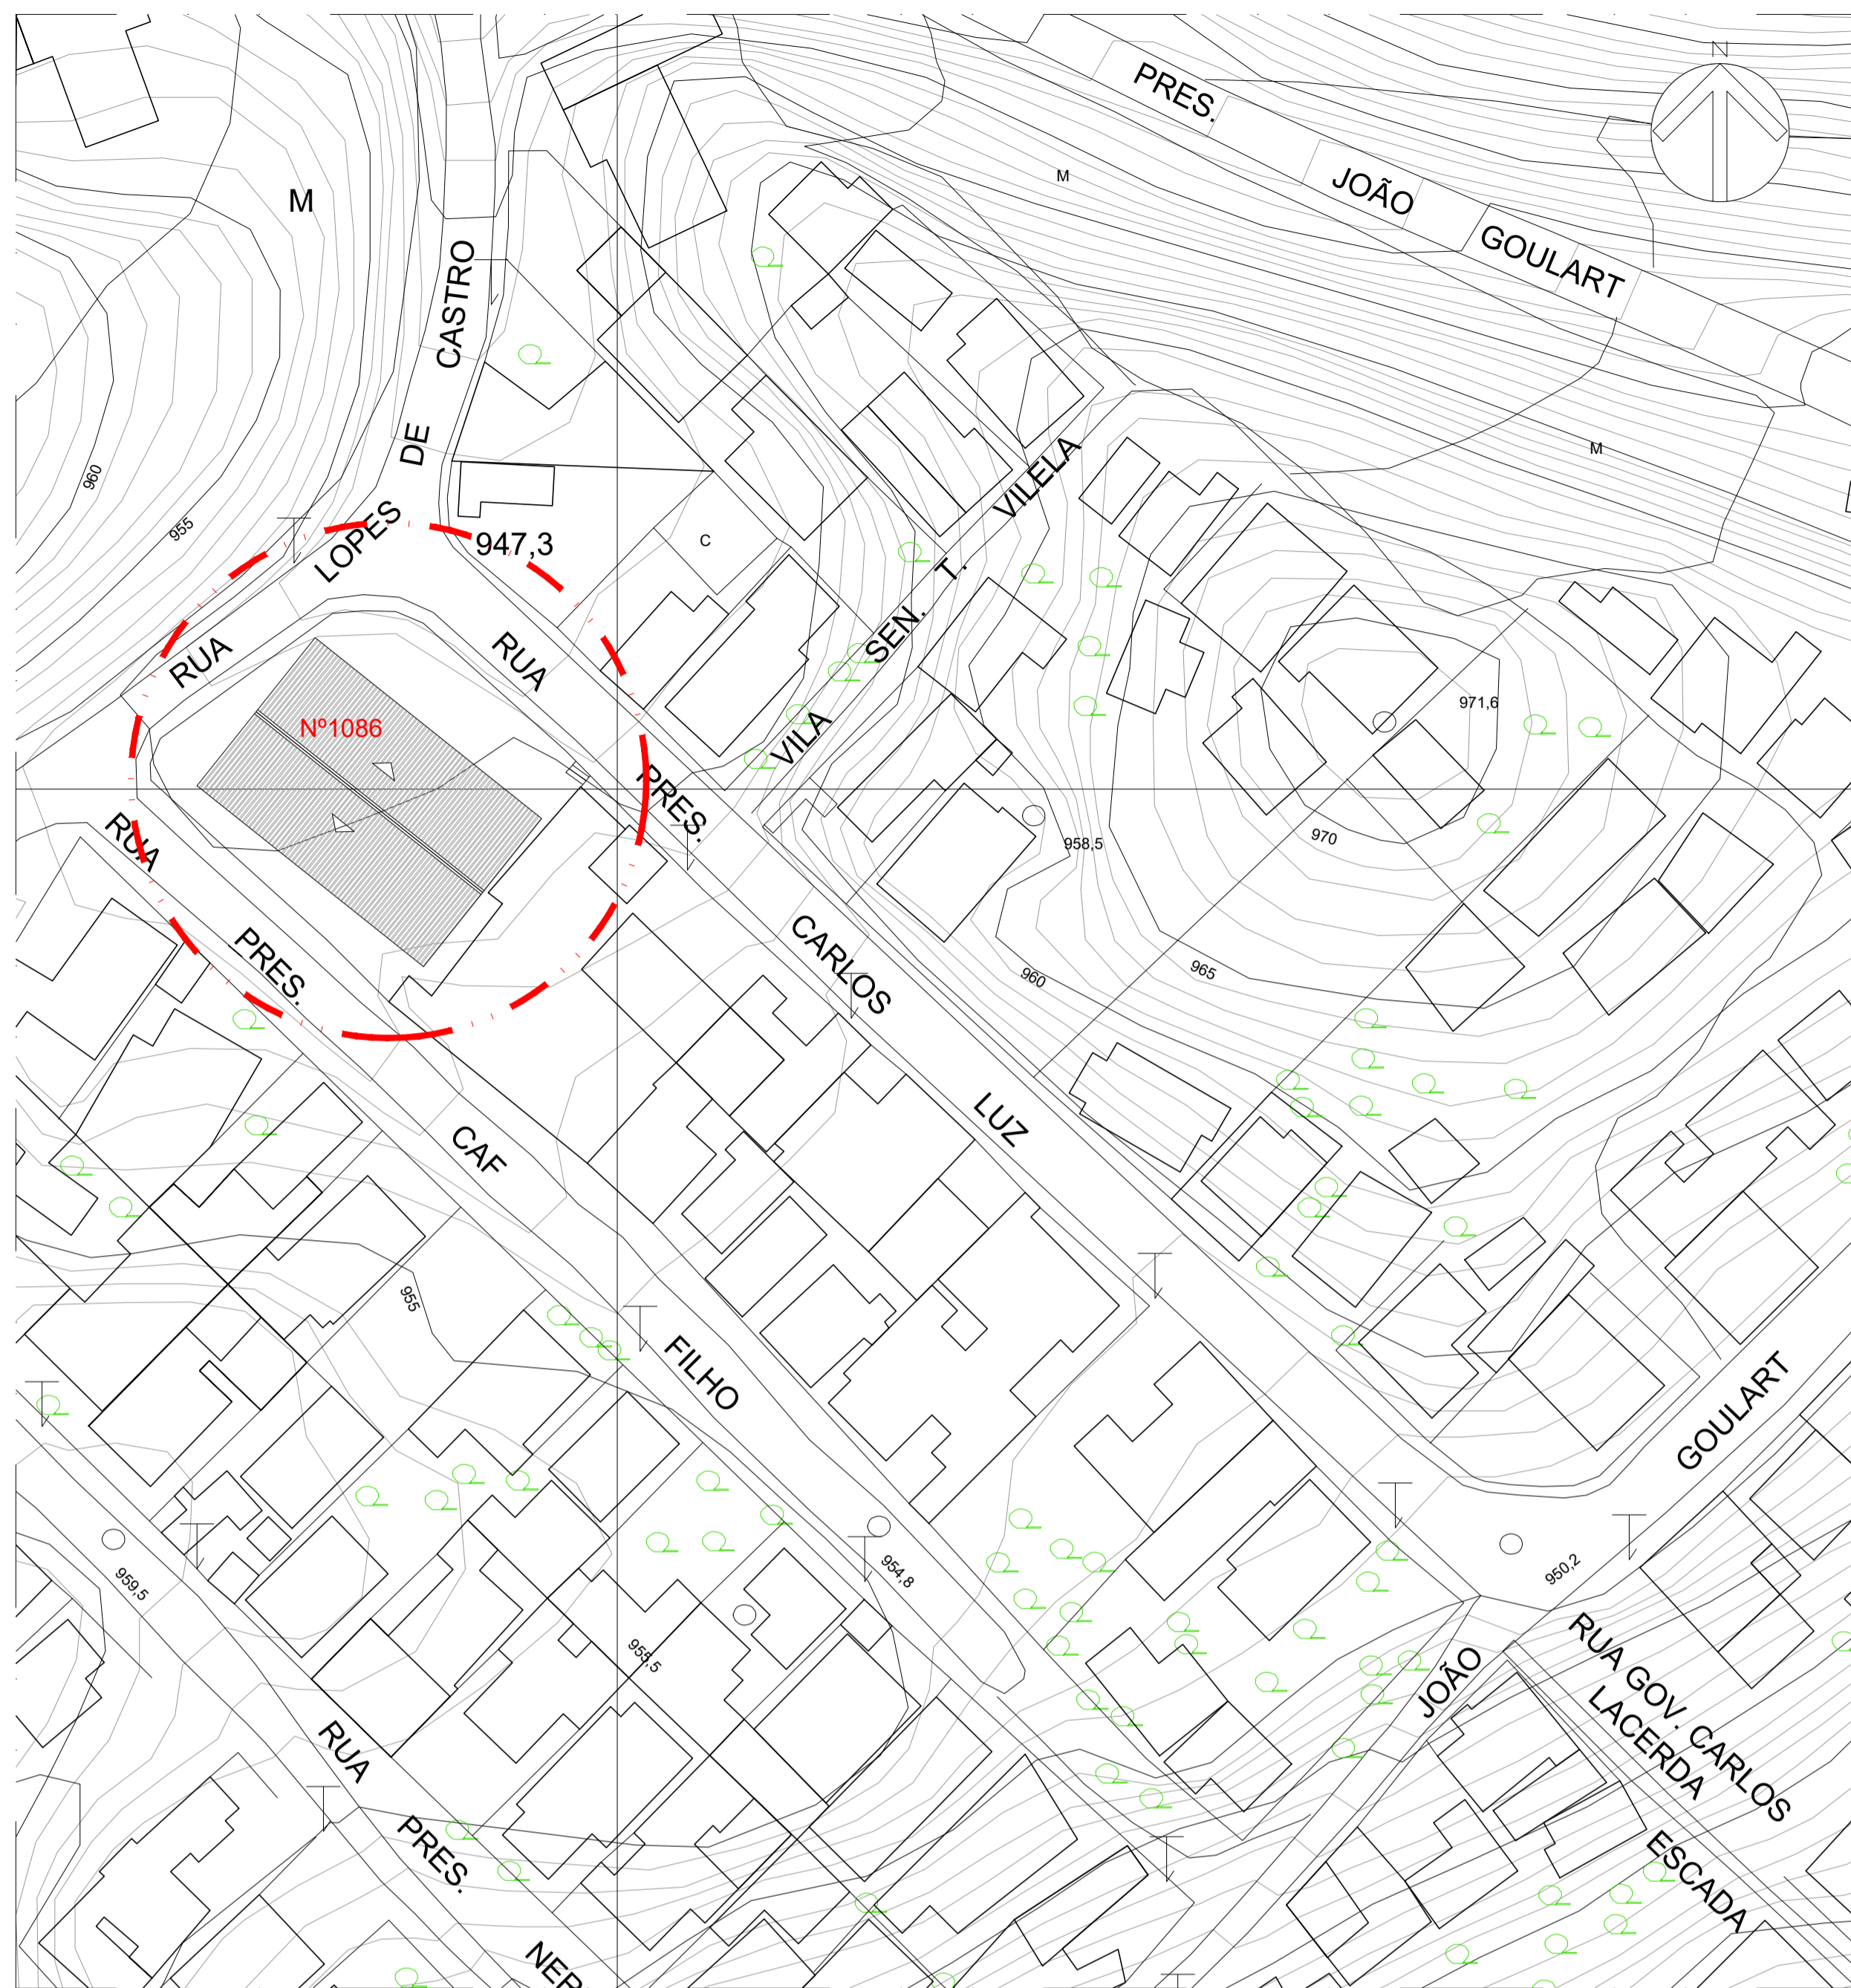 N
PRES.
JOÃO
GOULART
M
M
M
CASTRO
DE
LOPES
RUA
960
955
947,3
C
VILELA
SEN. T.
VILA
RUA
PRES.
CARLOS
LUZ
Nº1086
971,6
970
958,5
965
960
RUA
PRES.
CAF
FILHO
955
GOULART
JOÃO
959,5
954,8
955,5
950,2
RUA GOV. CARLOS
LACERDA
ESCADA
RUA
PRES.
NER